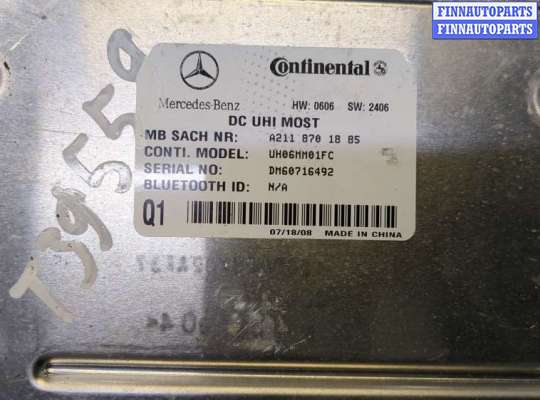 FINNAUTOPARTS
FINNAUTOPARTS
Continental
Mercedes-Benz HW: 0606 SW: 2406
DC UHI MOST
MB SACH NR: A211 870 18 85
CONTI. MODEL: UH06MM01FC
SERIAL NO: DM60716492
BLUETOOTH ID: N/A
Q1
07/18/08 MADE IN CHINA
T39559